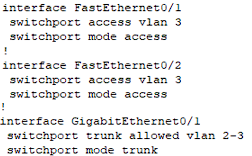 interface FastEthernet0/1
switchport access vlan 3
switchport mode access
!
interface FastEthernet0/2
switchport access vlan 3
switchport mode access
!
interface GigabitEthernet0/1
switchport trunk allowed vlan 2-3
switchport mode trunk